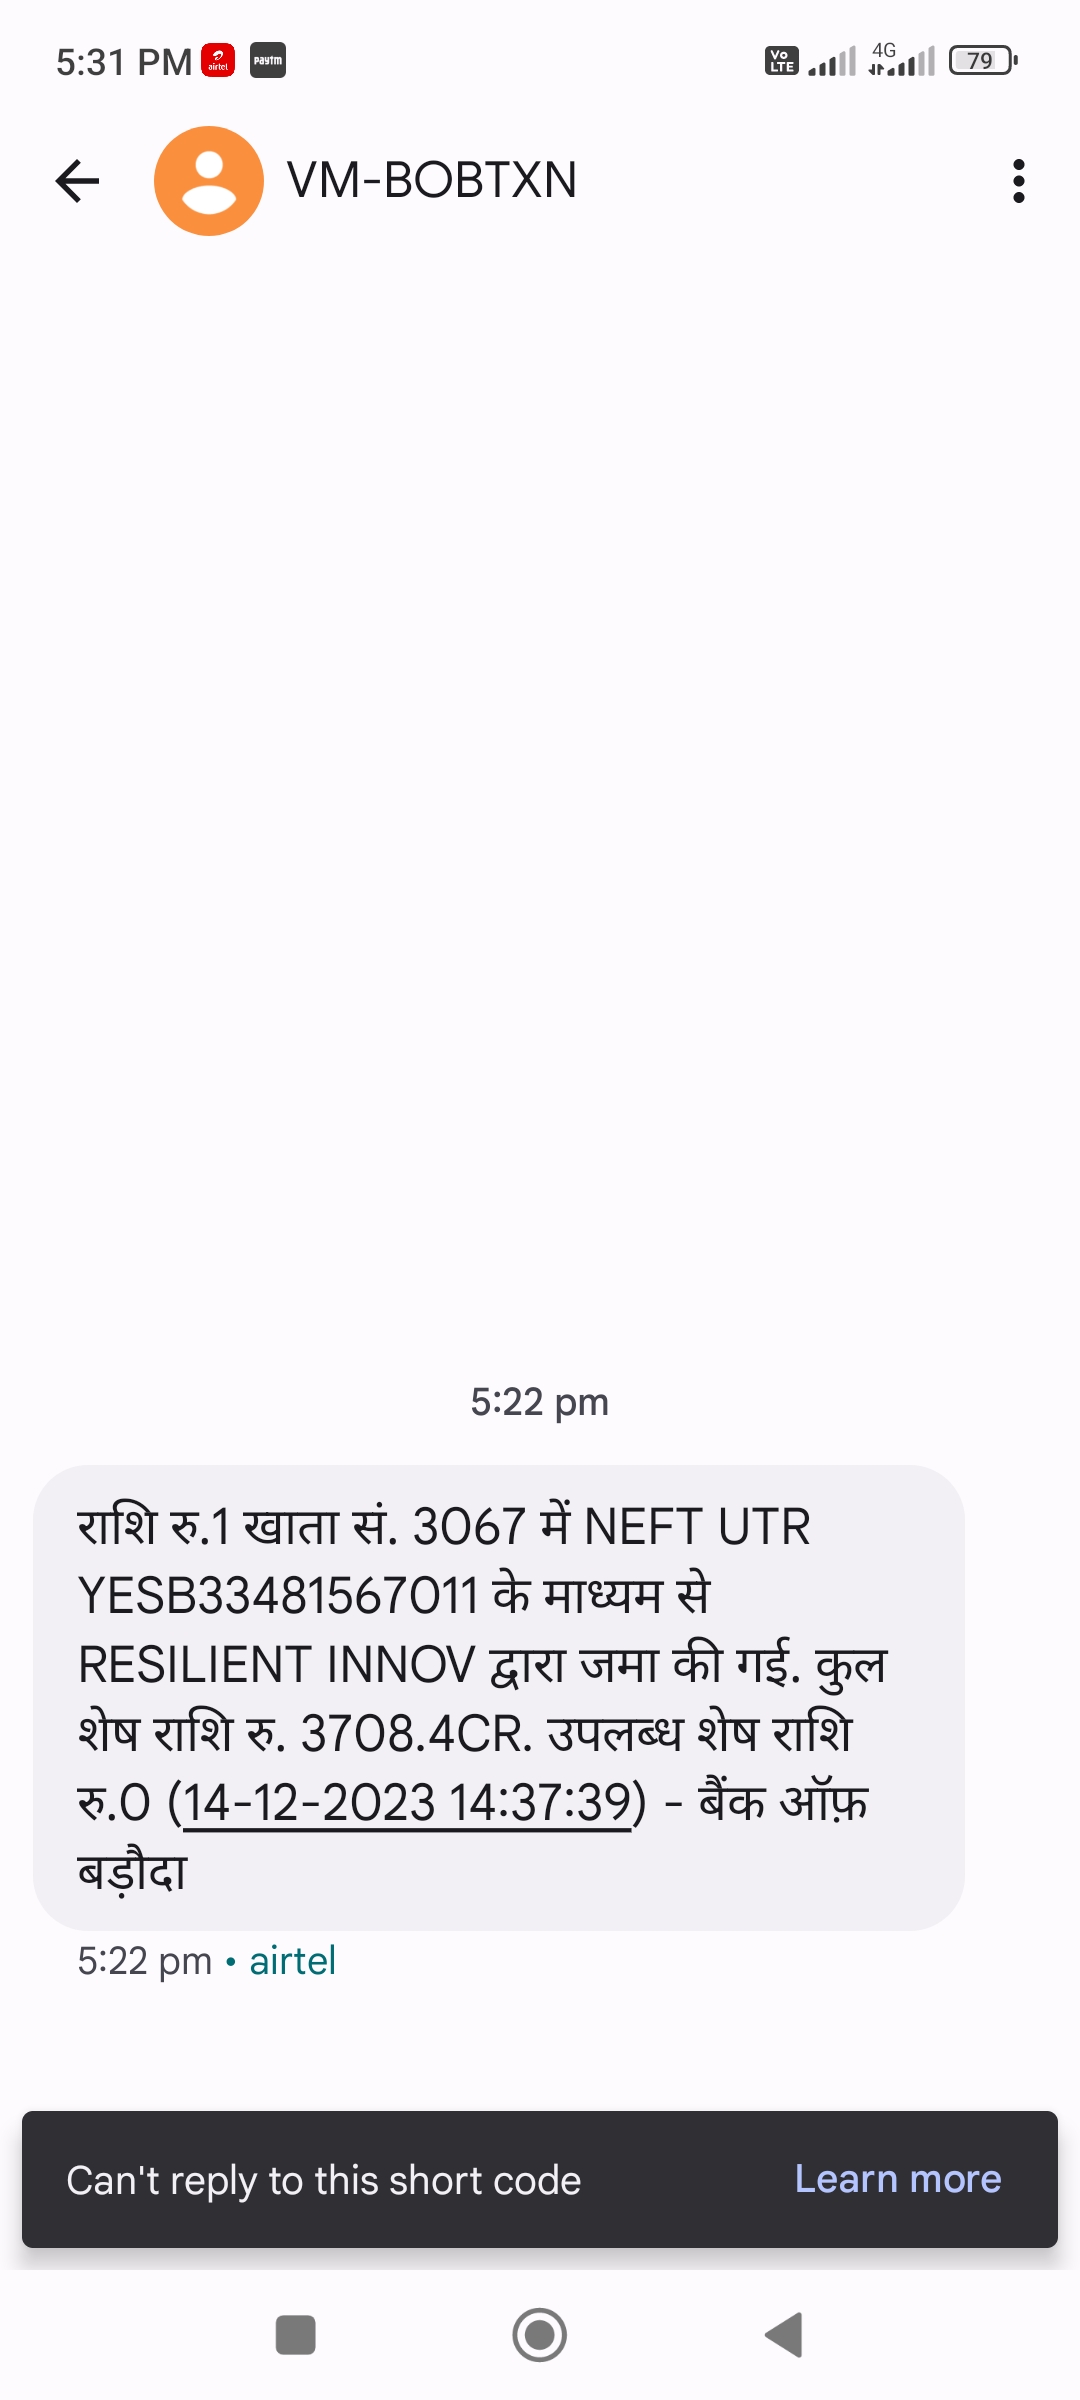 5:31 PM airtel paytm Vo LTE 4G 79
VM-BOBTXN
5:22 pm
राशि रु.1 खाता सं. 3067 में NEFT UTR
YESB33481567011 के माध्यम से
RESILIENT INNOV द्वारा जमा की गई. कुल
शेष राशि रु. 3708.4CR. उपलब्ध शेष राशि
रु.0 (14-12-2023 14:37:39) - बैंक ऑफ़
बड़ौदा
5:22 pm • airtel
Can't reply to this short code Learn more